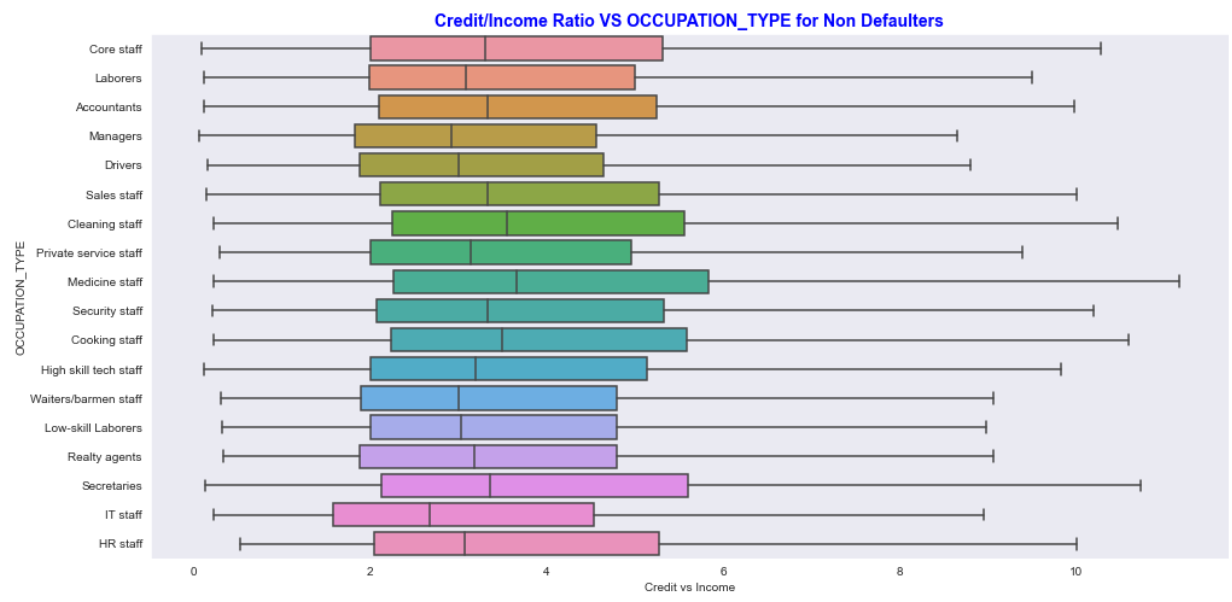 Credit/Income Ratio VS OCCUPATION_TYPE for Non Defaulters
OCCUPATION_TYPE
Core staff
Laborers
Accountants
Managers
Drivers
Sales staff
Cleaning staff
Private service staff
Medicine staff
Security staff
Cooking staff
High skill tech staff
Waiters/barmen staff
Low-skill Laborers
Realty agents
Secretaries
IT staff
HR staff
0 2 4 6 8 10
Credit vs Income